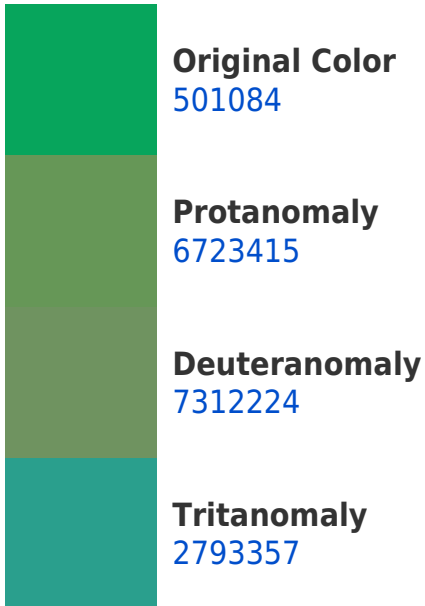 Original Color
501084
Protanomaly
6723415
Deuteranomaly
7312224
Tritanomaly
2793357